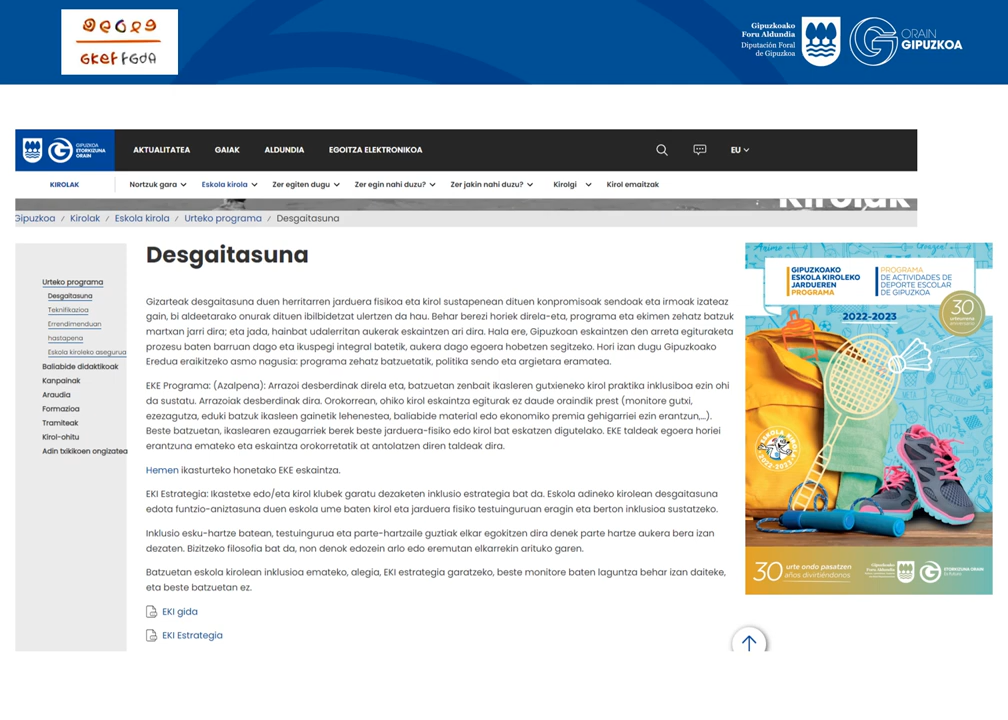 GKEF FGDA
Gipuzkoako
Foru Aldundia
Diputación Foral
de Gipuzkoa
ORAIN
GIPUZKOA
GIPUZKOA
ETORKIZUNA
ORAIN
AKTUALITATEA GAIAK ALDUNDIA EGOITZA ELEKTRONIKOA EU
KIROLAK Nortzuk gara Eskola kirola Zer egiten dugu Zer egin nahi duzu? Zer jakin nahi duzu? Kirolgi Kirol emaitzak
Kirolak
Gipuzkoa / Kirolak / Eskola kirola / Urteko programa / Desgaitasuna
Urteko programa
Desgaitasuna
Teknifikazioa
Errendimenduan
hastapena
Eskola kiroleko asegurua
Baliabide didaktikoak
Kanpainak
Araudia
Formazioa
Tramiteak
Kirol-ohitu
Adin txikikoen ongizatea
Desgaitasuna
Gizarteak desgaitasuna duen herritarren jarduera fisikoa eta kirol sustapenean dituen konpromisoak sendoak eta irmoak izateaz
gain, bi aldeetarako onurak dituen ibilbidetzat ulertzen da hau. Behar berezi horiek direla-eta, programa eta ekimen zehatz batzuk
martxan jarri dira; eta jada, hainbat udalerritan aukerak eskaintzen ari dira. Hala ere, Gipuzkoan eskaintzen den arreta egituraketa
prozesu baten barruan dago eta ikuspegi integral batetik, aukera dago egoera hobetzen segitzeko. Hori izan dugu Gipuzkoako
Eredua eraikitzeko asmo nagusia: programa zehatz batzuetatik, politika sendo eta argietara eramatea.
EKE Programa: (Azalpena): Arrazoi desberdinak direla eta, batzuetan zenbait ikasleren gutxieneko kirol praktika inklusiboa ezin ohi
da sustatu. Arrazoiak desberdinak dira. Orokorrean, ohiko kirol eskaintza egiturak ez daude oraindik prest (monitore gutxi,
ezezagutza, eduki batzuk ikasleen gainetik lehenestea, baliabide material edo ekonomiko premia gehigarriei ezin erantzun,...).
Beste batzuetan, ikaslearen ezaugarriek berek beste jarduera-fisiko edo kirol bat eskatzen digutelako. EKE taldeak egoera horiei
erantzuna emateko eta eskaintza orokorretatik at antolatzen diren taldeak dira.
Hemen ikasturteko honetako EKE eskaintza.
EKI Estrategia: Ikastetxe edo/eta kirol klubek garatu dezaketen inklusio estrategia bat da. Eskola adineko kirolean desgaitasuna
edota funtzio-aniztasuna duen eskola ume baten kirol eta jarduera fisiko testuinguruan eragin eta berton inklusioa sustatzeko.
Inklusio esku-hartze batean, testuingurua eta parte-hartzaile guztiak elkar egokitzen dira denek parte hartze aukera bera izan
dezaten. Bizitzeko filosofia bat da, non denok edozein arlo edo eremutan elkarrekin arituko garen.
Batzuetan eskola kirolean inklusioa emateko, alegia, EKI estrategia garatzeko, beste monitore baten laguntza behar izan daiteke,
eta beste batzuetan ez.
EKI gida
EKI Estrategia
GIPUZKOAKO
ESKOLA KIROLEKO
JARDUEREN
PROGRAMA
PROGRAMA
DE ACTIVIDADES DE
DEPORTE ESCOLAR
DE GIPUZKOA
30
2022-2023
ESKOLA KIROLA
2022-2023
30 urte ondo pasatzen
años divirtiéndonos
Gipuzkoako
Foru Aldundia
ETORKIZUNA ORAIN